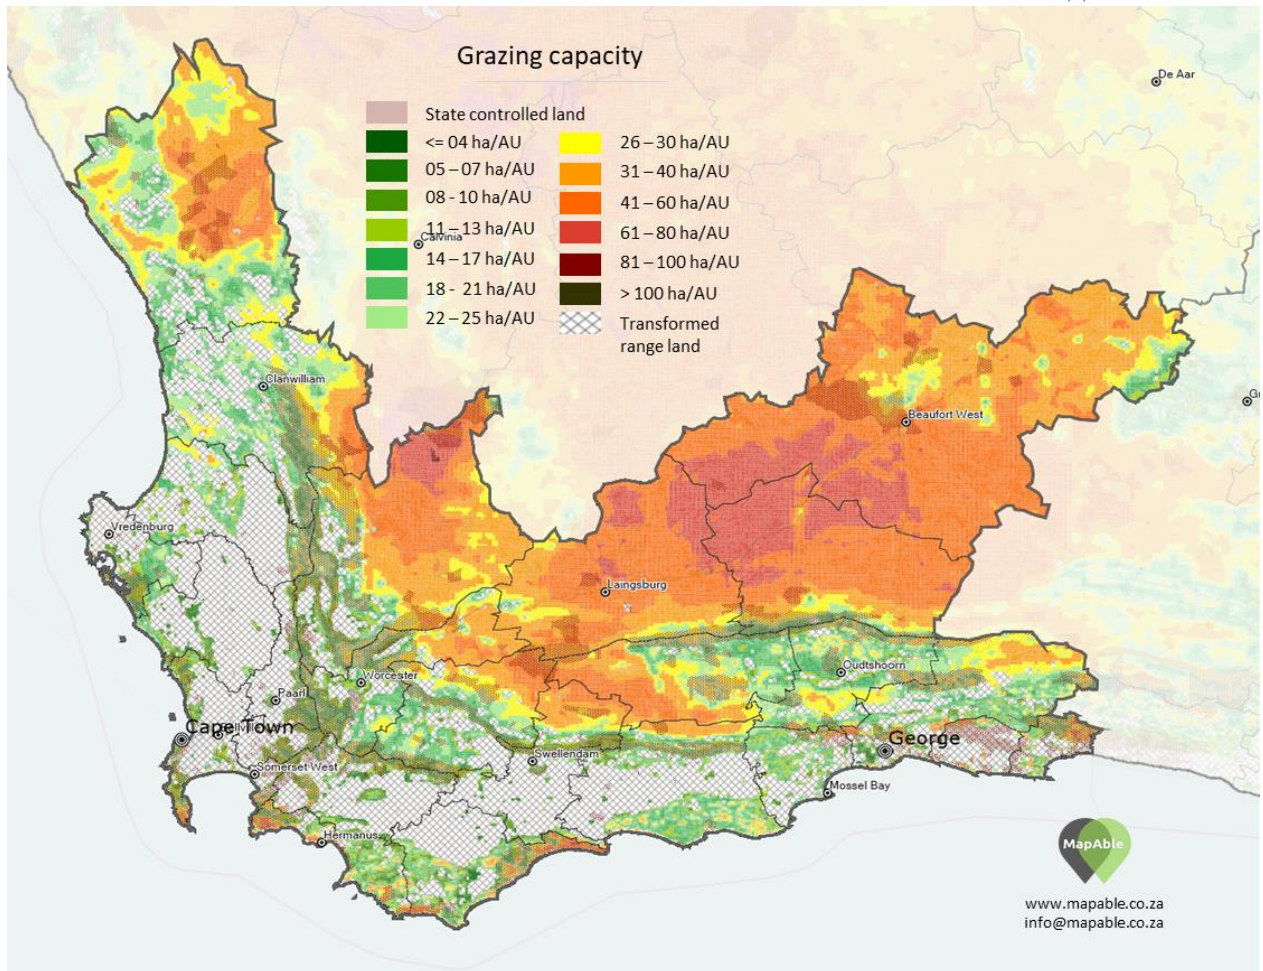 De Aar
Grazing capacity
State controlled land
<= 04 ha/AU
05 – 07 ha/AU
08 - 10 ha/AU
11 – 13 ha/AU
14 – 17 ha/AU
18 - 21 ha/AU
22 – 25 ha/AU
26 – 30 ha/AU
31 – 40 ha/AU
41 – 60 ha/AU
61 – 80 ha/AU
81 – 100 ha/AU
> 100 ha/AU
Transformed
range land
Calvinia
Clanwilliam
Beaufort West
Vredenburg
Laingsburg
Oudtshoorn
Worcester
Paarl
Cape Town
George
Swellendam
Somerset West
Mossel Bay
Hermanus
MapAble
www.mapable.co.za
info@mapable.co.za